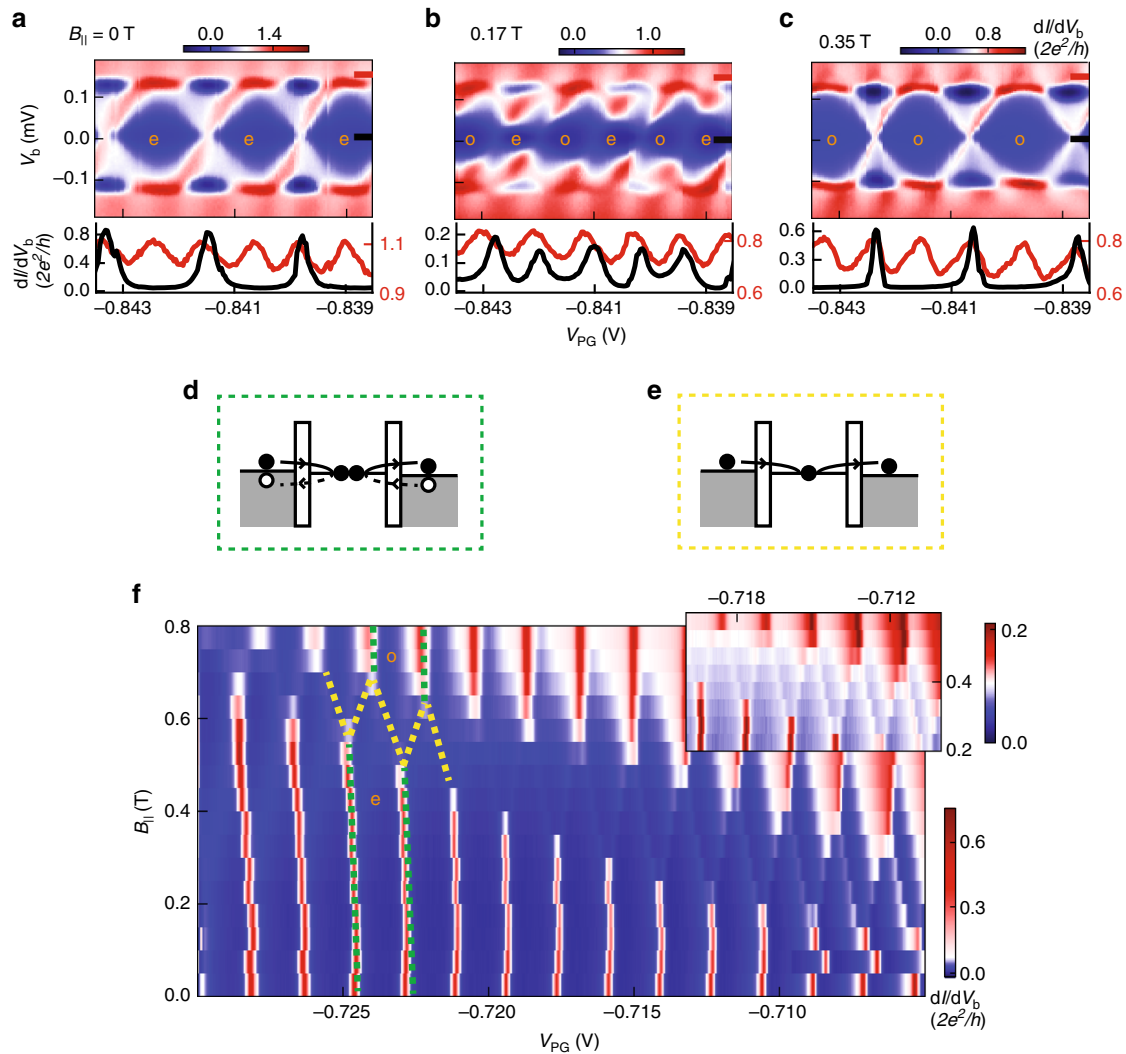 a
B|| = 0 T
0.0
1.4
b
0.17 T
0.0
1.0
c
0.35 T
0.0
0.8
dI/dVb
(2e²/h)
Vb (mV)
0.1
0.0
−0.1
e e e
o e o e o e
o o o
dI/dVb
(2e²/h)
0.8
0.4
0.0
1.1
0.9
0.2
0.1
0.0
0.8
0.6
0.6
0.3
0.0
0.8
0.6
−0.843 −0.841 −0.839
−0.843 −0.841 −0.839
−0.843 −0.841 −0.839
VPG (V)
d
e
f
−0.718 −0.712
0.4
0.2
0.2
0.0
B|| (T)
0.8
0.6
0.4
0.2
0.0
o
e
0.6
0.3
0.0
dI/dVb
(2e²/h)
−0.725 −0.720 −0.715 −0.710
VPG (V)